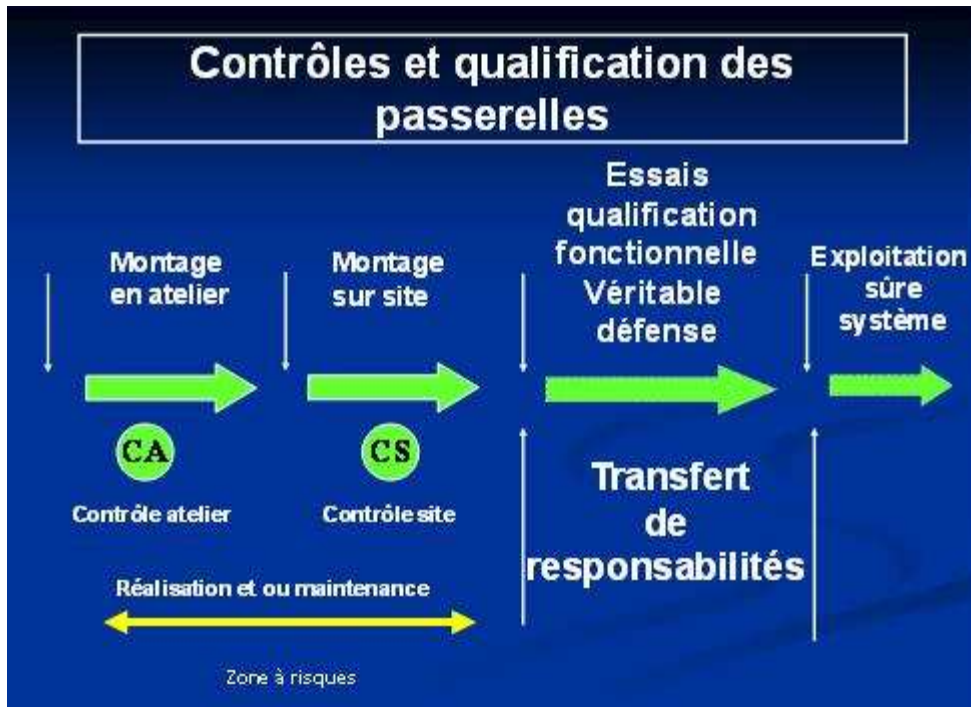 Contrôles et qualification des
passerelles
Montage
en atelier
Montage
sur site
Essais
qualification
fonctionnelle
Véritable
défense
Exploitation
sûre
système
CA
CS
Contrôle atelier
Contrôle site
Transfert
de
responsabilités
Réalisation et ou maintenance
Zone à risques